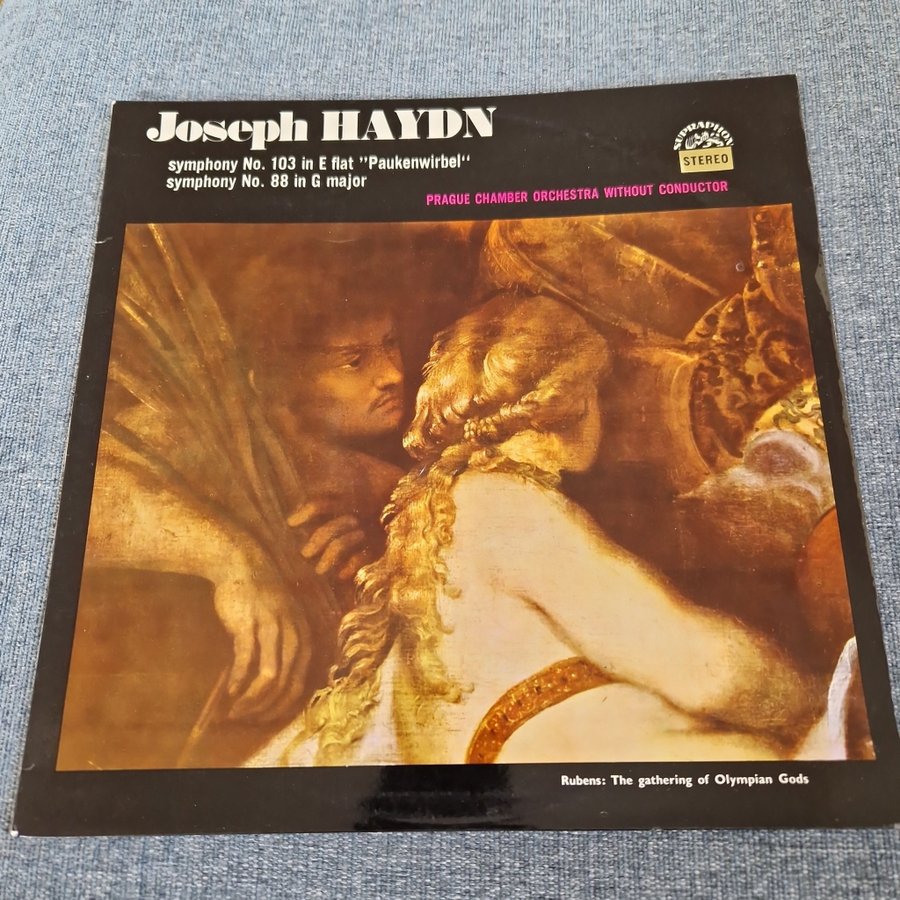 Joseph HAYDN
symphony No. 103 in E flat "Paukenwirbel"
symphony No. 88 in G major
SUPRAPHON
STEREO
PRAGUE CHAMBER ORCHESTRA WITHOUT CONDUCTOR
Rubens: The gathering of Olympian Gods